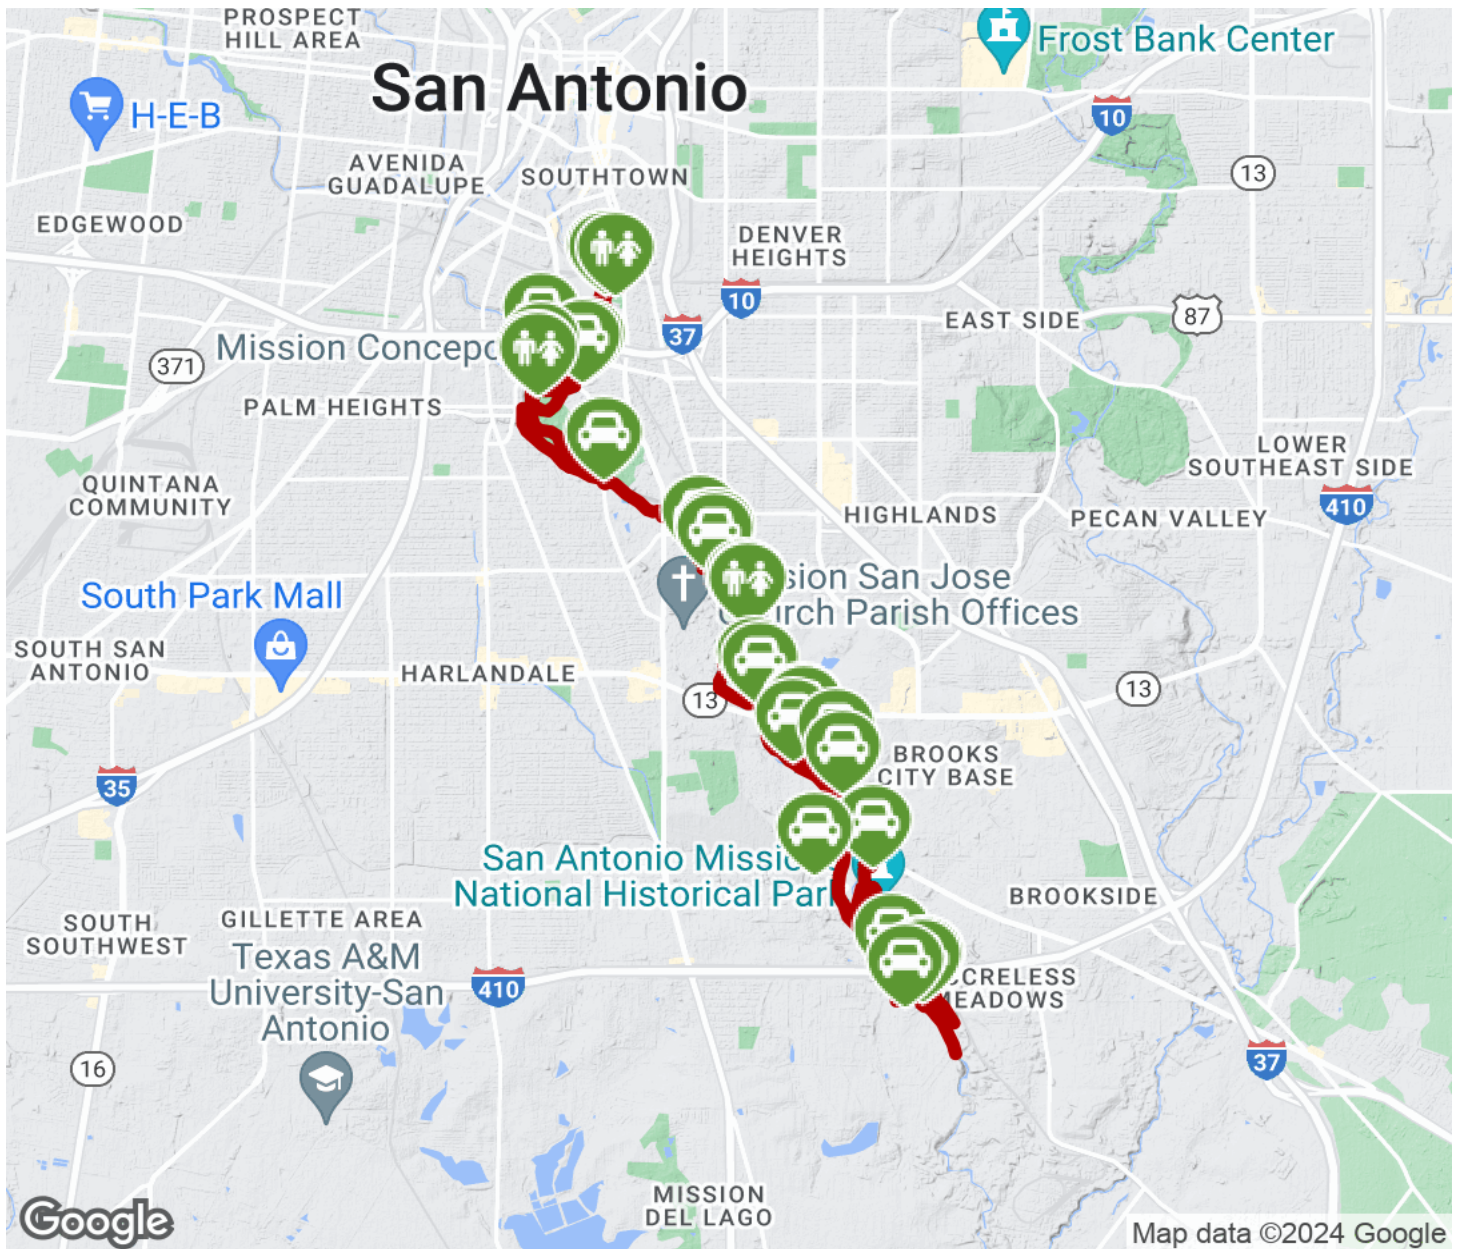 PROSPECT
HILL AREA
Frost Bank Center
San Antonio
H-E-B
10
AVENIDA
GUADALUPE
SOUTHTOWN
13
EDGEWOOD
DENVER
HEIGHTS
10
87
EAST SIDE
37
Mission Concepc
371
PALM HEIGHTS
LOWER
SOUTHEAST SIDE
QUINTANA
COMMUNITY
410
HIGHLANDS
PECAN VALLEY
sion San Jose
urch Parish Offices
South Park Mall
SOUTH SAN
ANTONIO
HARLANDALE
13
13
BROOKS
CITY BASE
35
San Antonio Missio
National Historical Par
BROOKSIDE
SOUTH
SOUTHWEST
GILLETTE AREA
Texas A&M
University-San
Antonio
410
CCRELESS
MEADOWS
16
37
MISSION
DEL LAGO
Google
Map data ©2024 Google